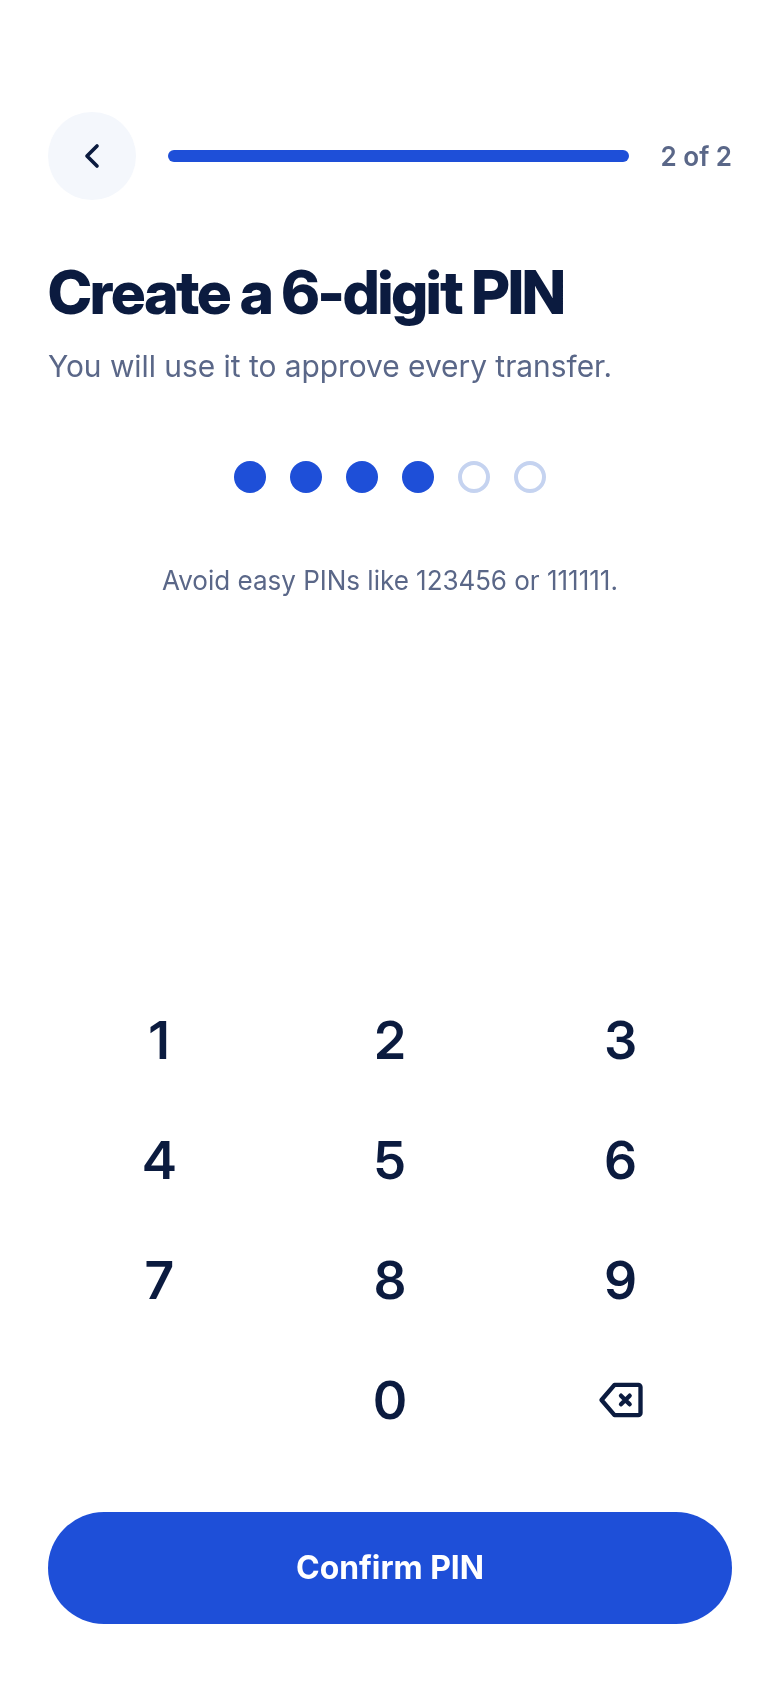 2 of 2
Create a 6-digit PIN
You will use it to approve every transfer.
Avoid easy PINs like 123456 or 111111.
1 2 3
4 5 6
7 8 9
0
Confirm PIN